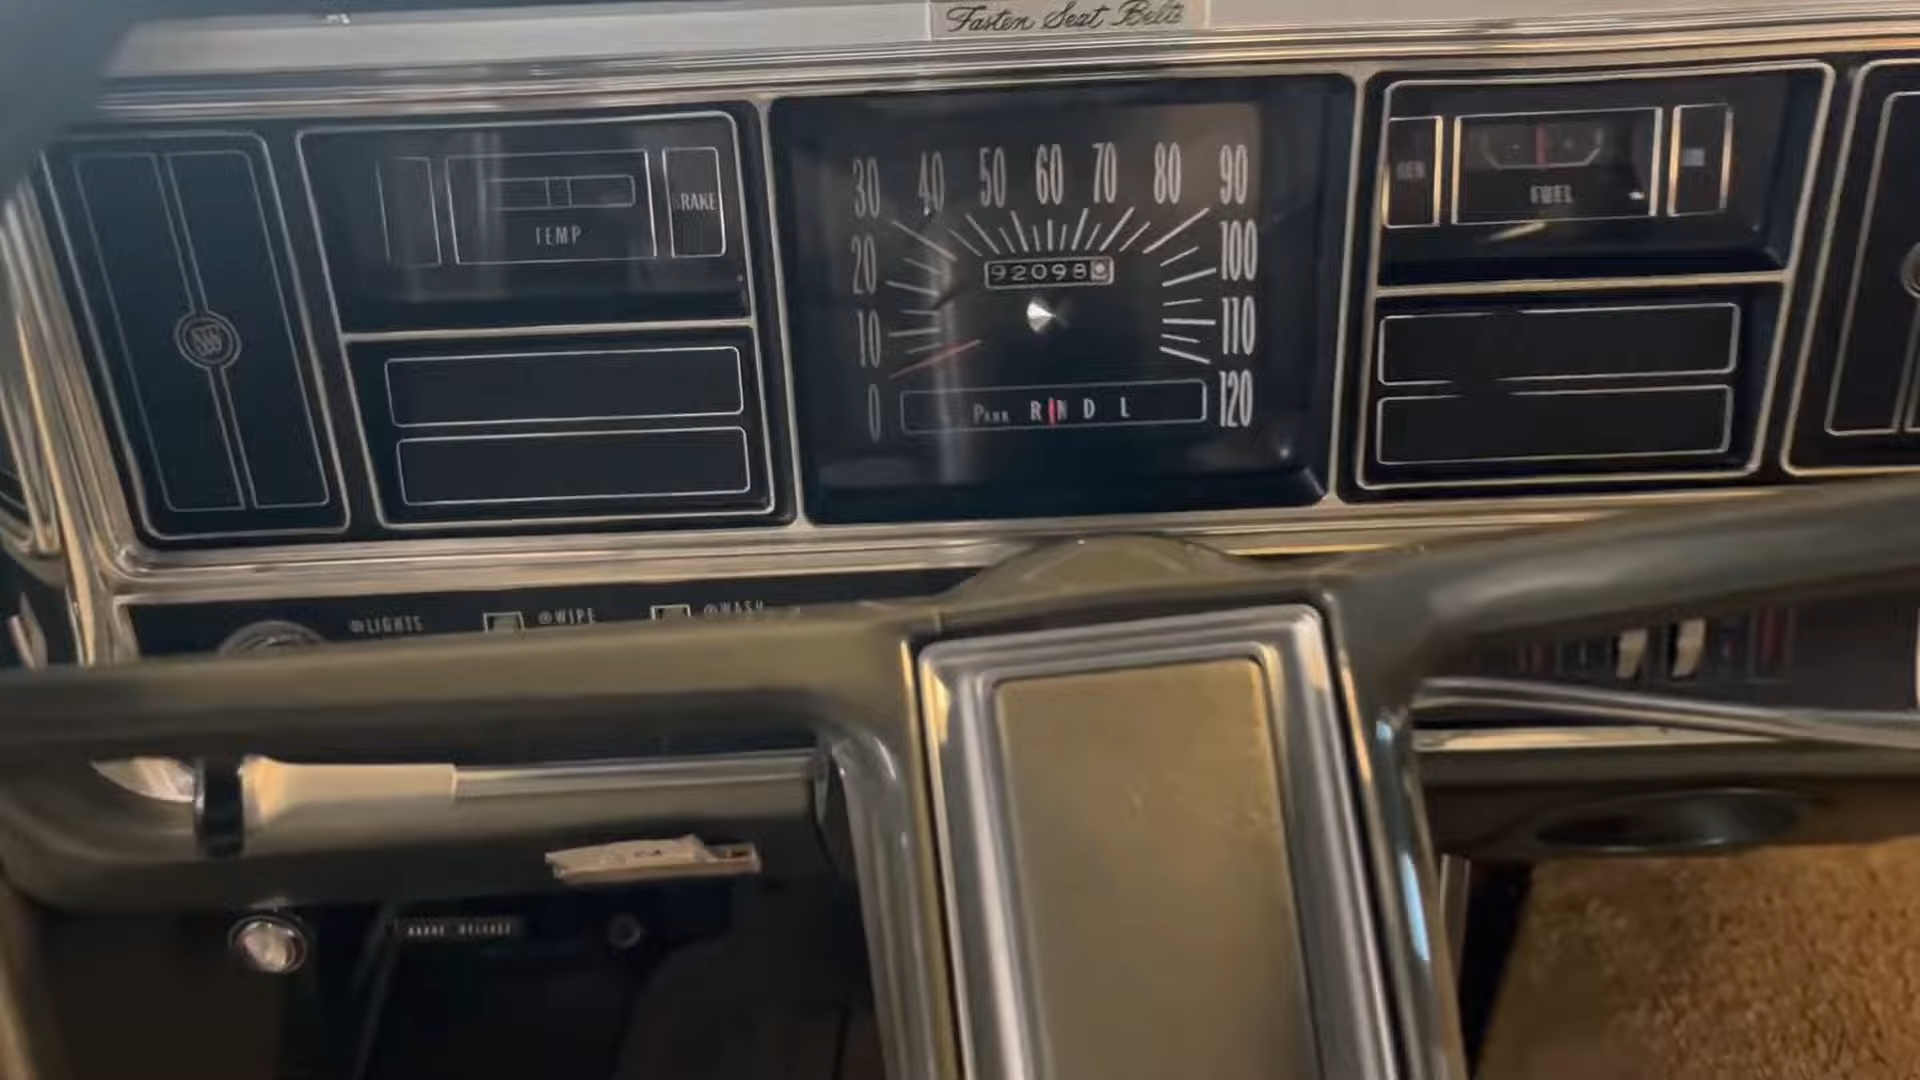 Fasten Seat Belts
30 40 50 60 70 80 90
BRAKE
TEMP
FUEL
20 100
92098
10 110
0 120
Park R N D L
LIGHTS WIPE WASH